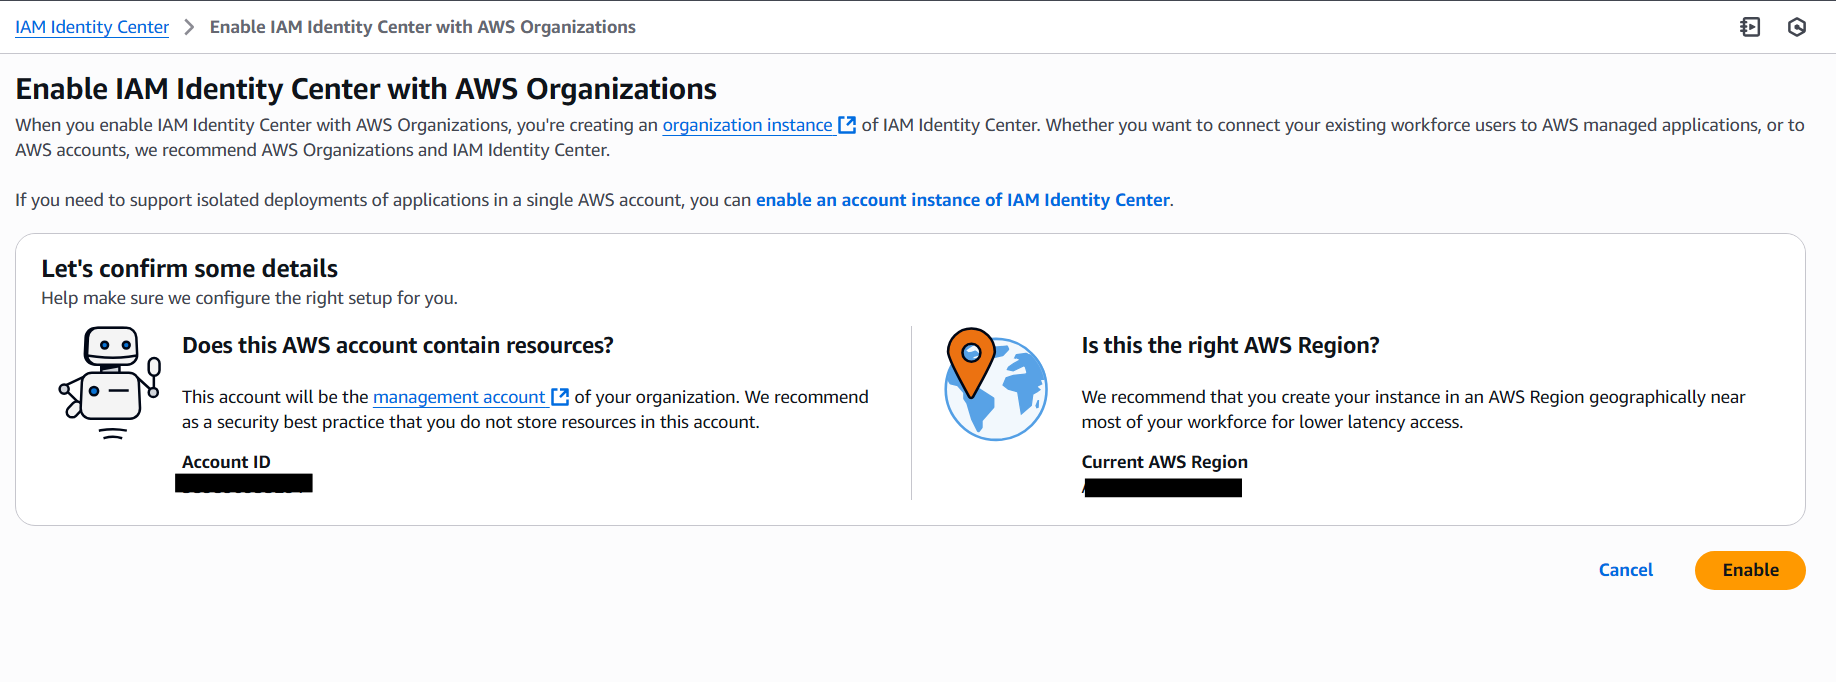 IAM Identity Center > Enable IAM Identity Center with AWS Organizations
Enable IAM Identity Center with AWS Organizations
When you enable IAM Identity Center with AWS Organizations, you're creating an organization instance of IAM Identity Center. Whether you want to connect your existing workforce users to AWS managed applications, or to
AWS accounts, we recommend AWS Organizations and IAM Identity Center.
If you need to support isolated deployments of applications in a single AWS account, you can enable an account instance of IAM Identity Center.
Let's confirm some details
Help make sure we configure the right setup for you.
Does this AWS account contain resources?
This account will be the management account of your organization. We recommend
as a security best practice that you do not store resources in this account.
Account ID
Is this the right AWS Region?
We recommend that you create your instance in an AWS Region geographically near
most of your workforce for lower latency access.
Current AWS Region
Cancel
Enable